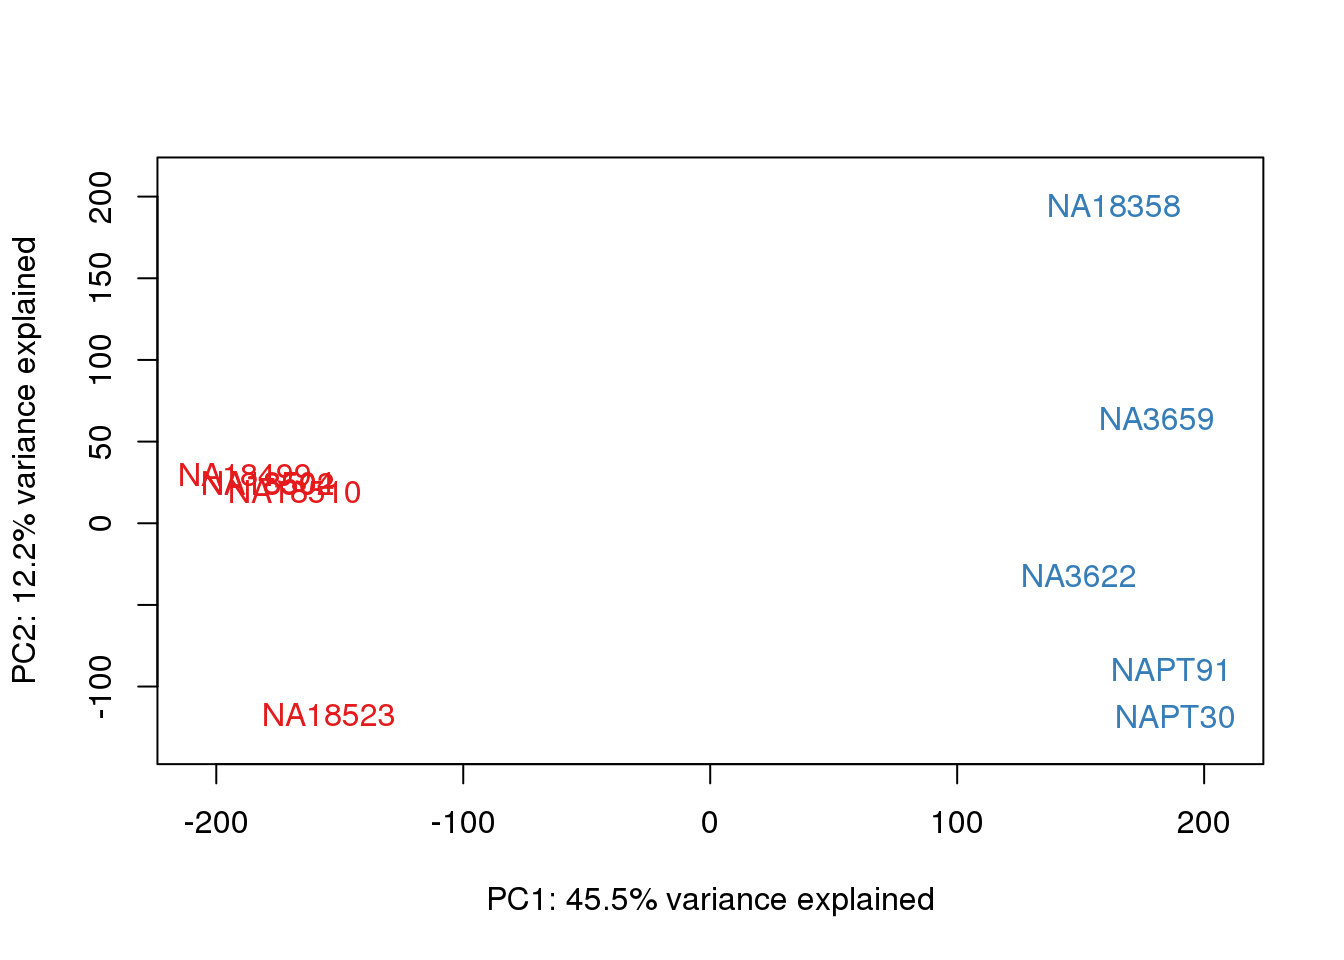 PC2: 12.2% variance explained
200
150
100
50
0
-100
NA18358
NA3659
NA18499
NA18510
NA3622
NAPT91
NA18523
NAPT30
-200 -100 0 100 200
PC1: 45.5% variance explained